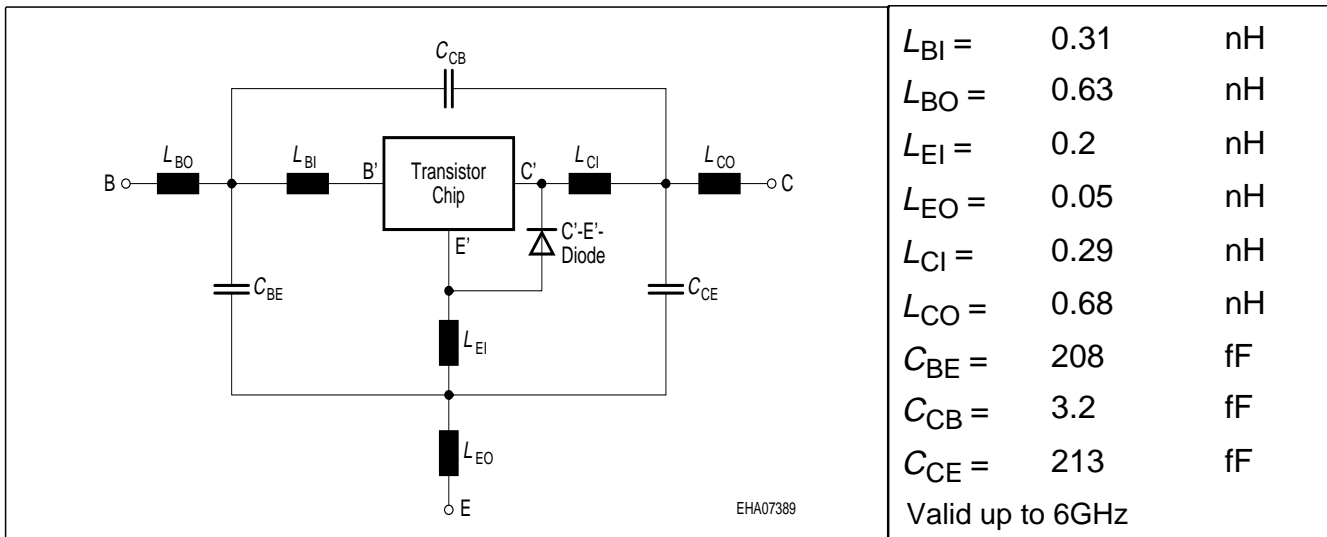 C_CB
L_BO L_BI B' Transistor Chip C' L_CI L_CO
B C
E' C'-E'-Diode
C_BE C_CE
L_EI
L_EO
E EHA07389
L_BI = 0.31 nH
L_BO = 0.63 nH
L_EI = 0.2 nH
L_EO = 0.05 nH
L_CI = 0.29 nH
L_CO = 0.68 nH
C_BE = 208 fF
C_CB = 3.2 fF
C_CE = 213 fF
Valid up to 6GHz